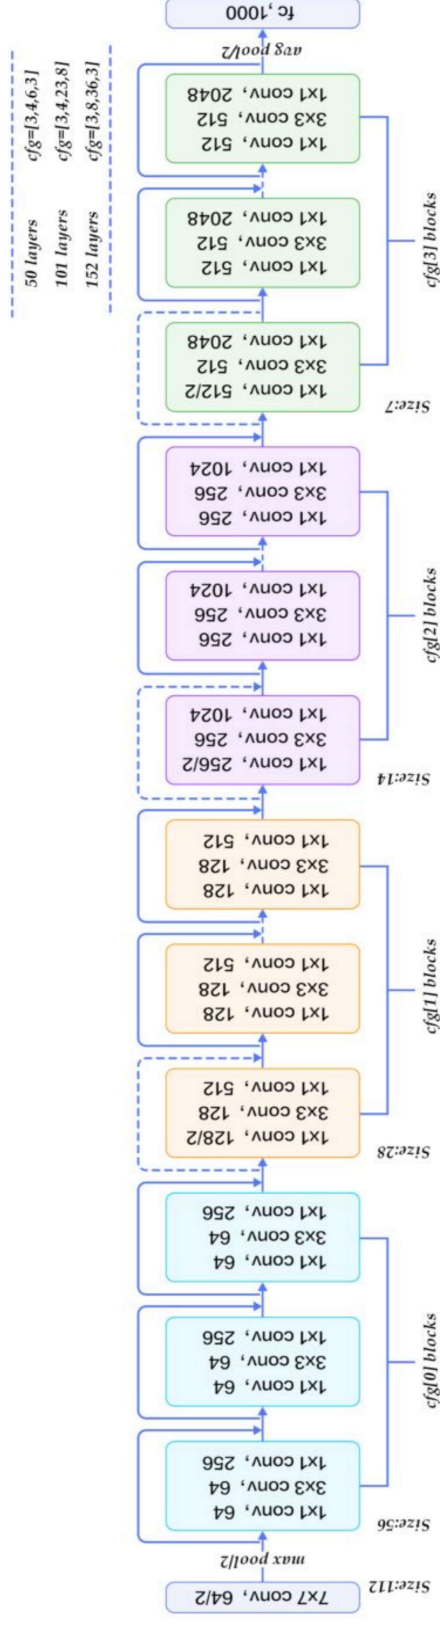 7x7 conv, 64/2
Size:112
max pool/2
Size:56
1x1 conv, 64
3x3 conv, 64
1x1 conv, 256
1x1 conv, 64
3x3 conv, 64
1x1 conv, 256
1x1 conv, 64
3x3 conv, 64
1x1 conv, 256
cfg[0] blocks
Size:28
1x1 conv, 128/2
3x3 conv, 128
1x1 conv, 512
1x1 conv, 128
3x3 conv, 128
1x1 conv, 512
1x1 conv, 128
3x3 conv, 128
1x1 conv, 512
cfg[1] blocks
Size:14
1x1 conv, 256/2
3x3 conv, 256
1x1 conv, 1024
1x1 conv, 256
3x3 conv, 256
1x1 conv, 1024
1x1 conv, 256
3x3 conv, 256
1x1 conv, 1024
cfg[2] blocks
Size:7
1x1 conv, 512/2
3x3 conv, 512
1x1 conv, 2048
1x1 conv, 512
3x3 conv, 512
1x1 conv, 2048
1x1 conv, 512
3x3 conv, 512
1x1 conv, 2048
cfg[3] blocks
avg pool/2
fc,1000
50 layers cfg=[3,4,6,3]
101 layers cfg=[3,4,23,8]
152 layers cfg=[3,8,36,3]